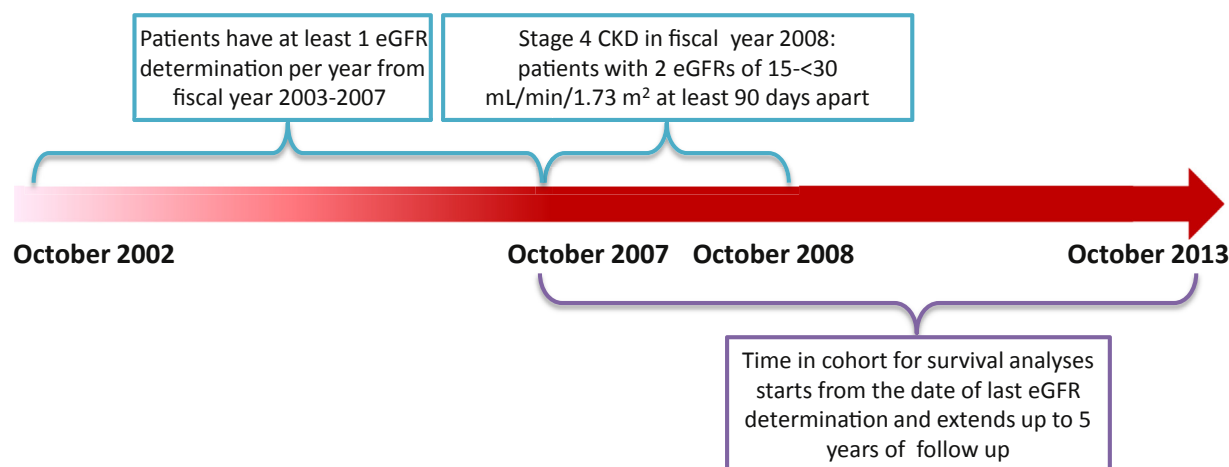 Patients have at least 1 eGFR
determination per year from
fiscal year 2003-2007
Stage 4 CKD in fiscal  year 2008:
patients with 2 eGFRs of 15-<30
mL/min/1.73 m² at least 90 days apart
October 2002
October 2007
October 2008
October 2013
Time in cohort for survival analyses
starts from the date of last eGFR
determination and extends up to 5
years of  follow up